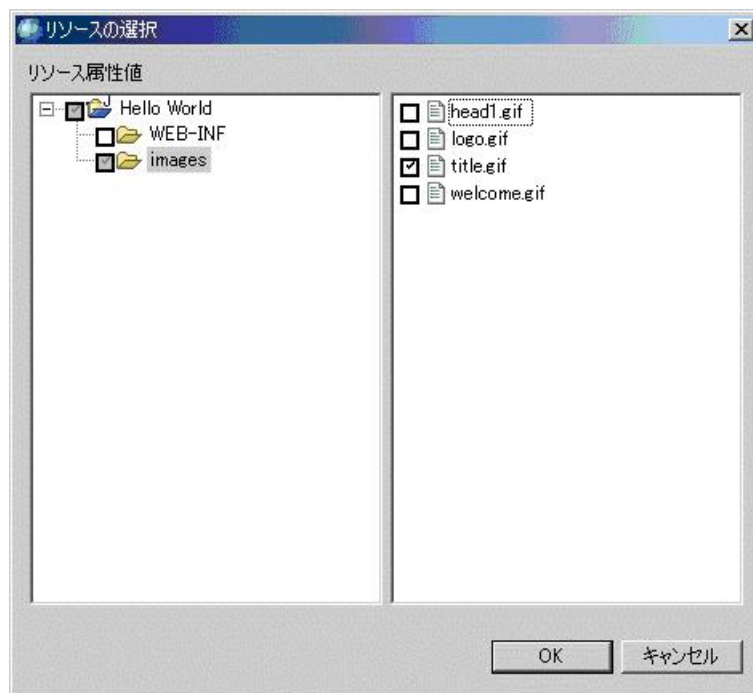 リソースの選択
リソース属性値
Hello World
WEB-INF
images
head1.gif
logo.gif
title.gif
welcome.gif
OK
キャンセル